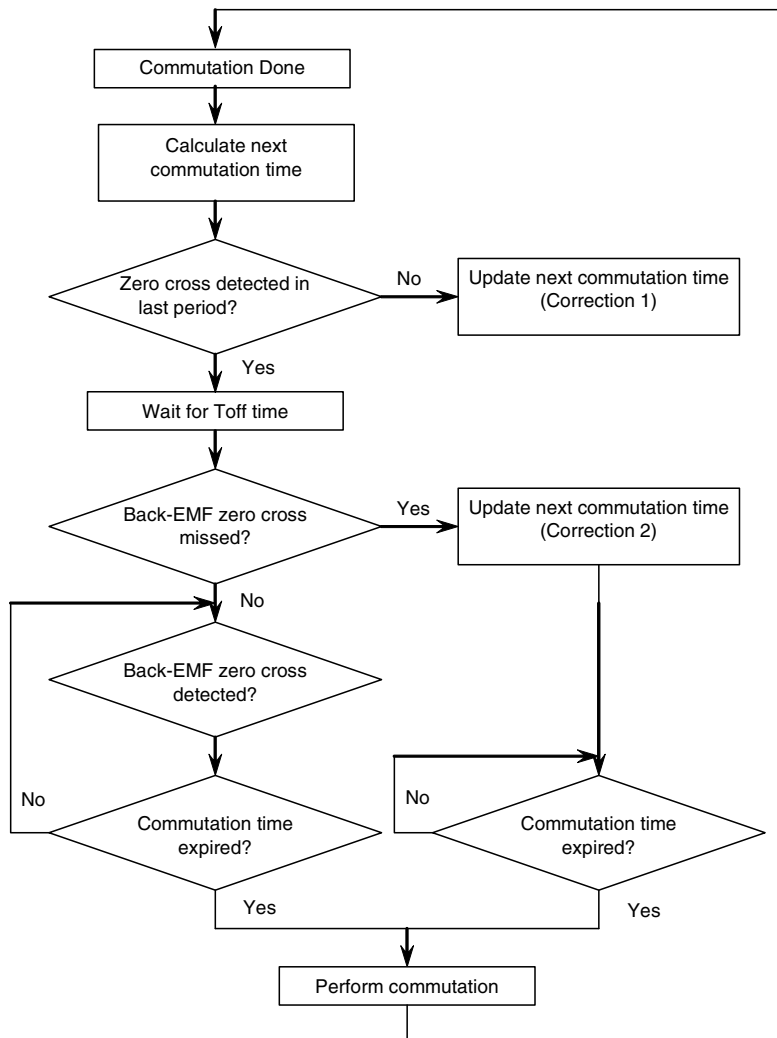 Commutation Done
Calculate next
commutation time
Zero cross detected in
last period?
No
Update next commutation time
(Correction 1)
Yes
Wait for Toff time
Back-EMF zero cross
missed?
Yes
Update next commutation time
(Correction 2)
No
Back-EMF zero cross
detected?
No
Commutation time
expired?
No
Commutation time
expired?
Yes
Yes
Perform commutation